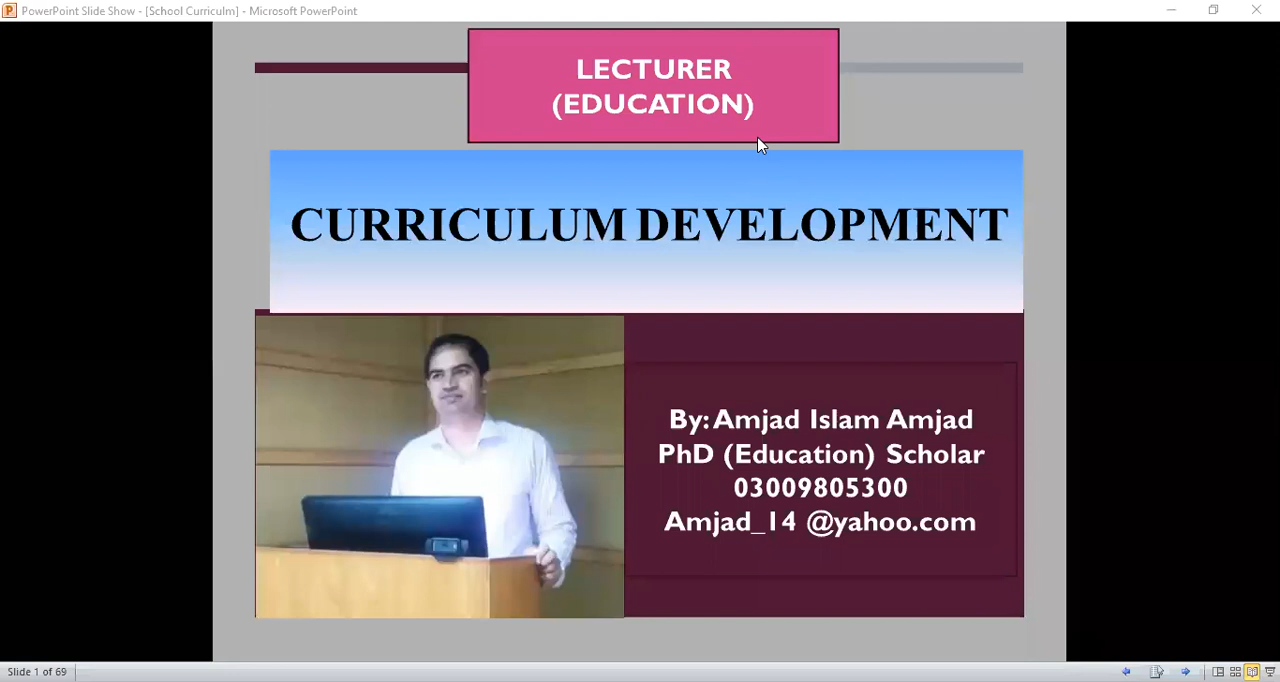 PowerPoint Slide Show - [School Curriculm] - Microsoft PowerPoint
LECTURER
(EDUCATION)
CURRICULUM DEVELOPMENT
By: Amjad Islam Amjad
PhD (Education) Scholar
03009805300
Amjad_14 @yahoo.com
Slide 1 of 69